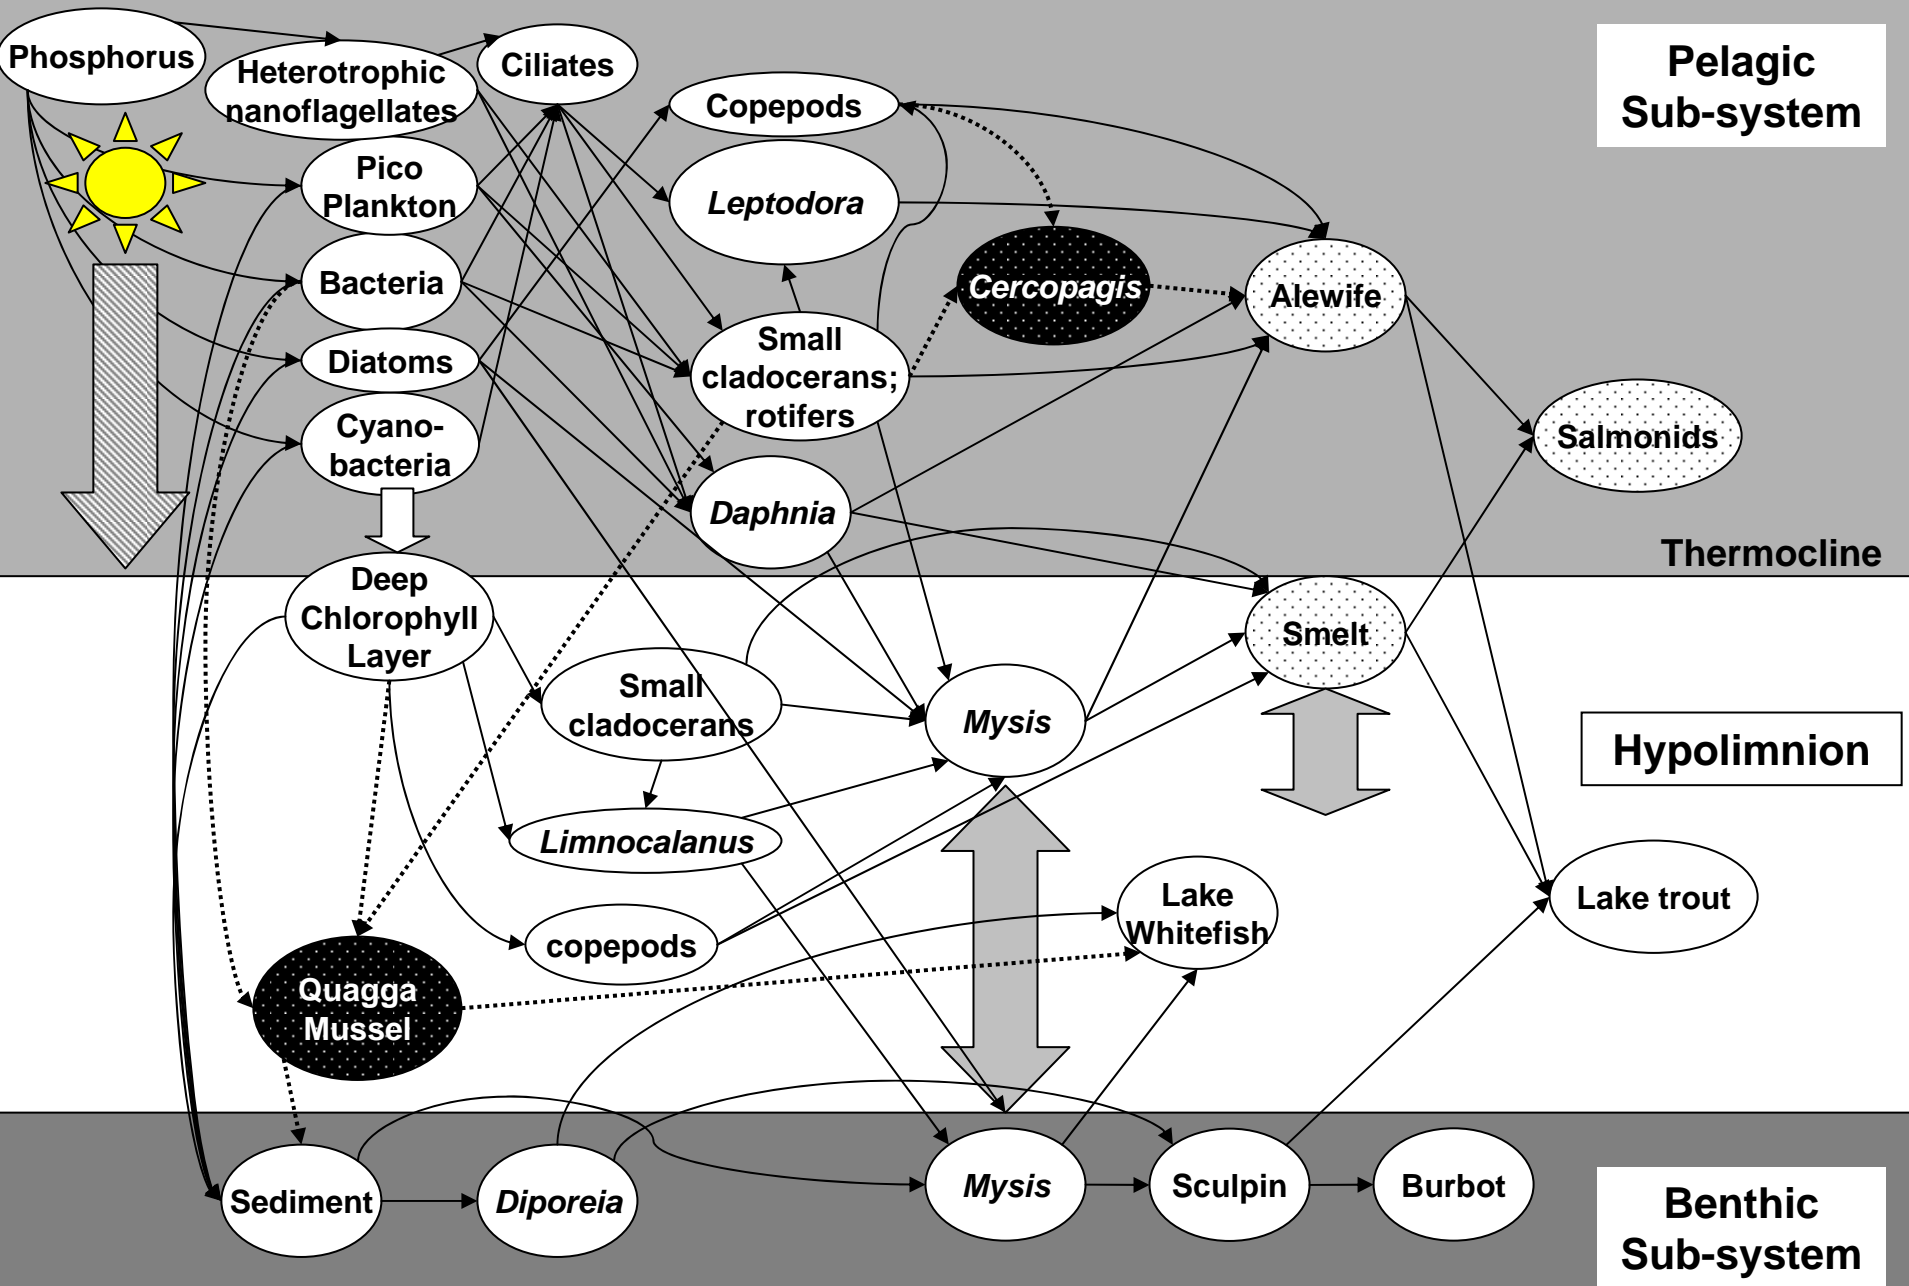 Phosphorus
Heterotrophic
nanoflagellates
Ciliates
Copepods
Pelagic
Sub-system
Pico
Plankton
Leptodora
Bacteria
Cercopagis
Alewife
Diatoms
Small
cladocerans;
rotifers
Cyano-
bacteria
Salmonids
Daphnia
Thermocline
Deep
Chlorophyll
Layer
Smelt
Small
cladocerans
Mysis
Hypolimnion
Limnocalanus
Lake
Whitefish
Lake trout
copepods
Quagga
Mussel
Sediment
Diporeia
Mysis
Sculpin
Burbot
Benthic
Sub-system